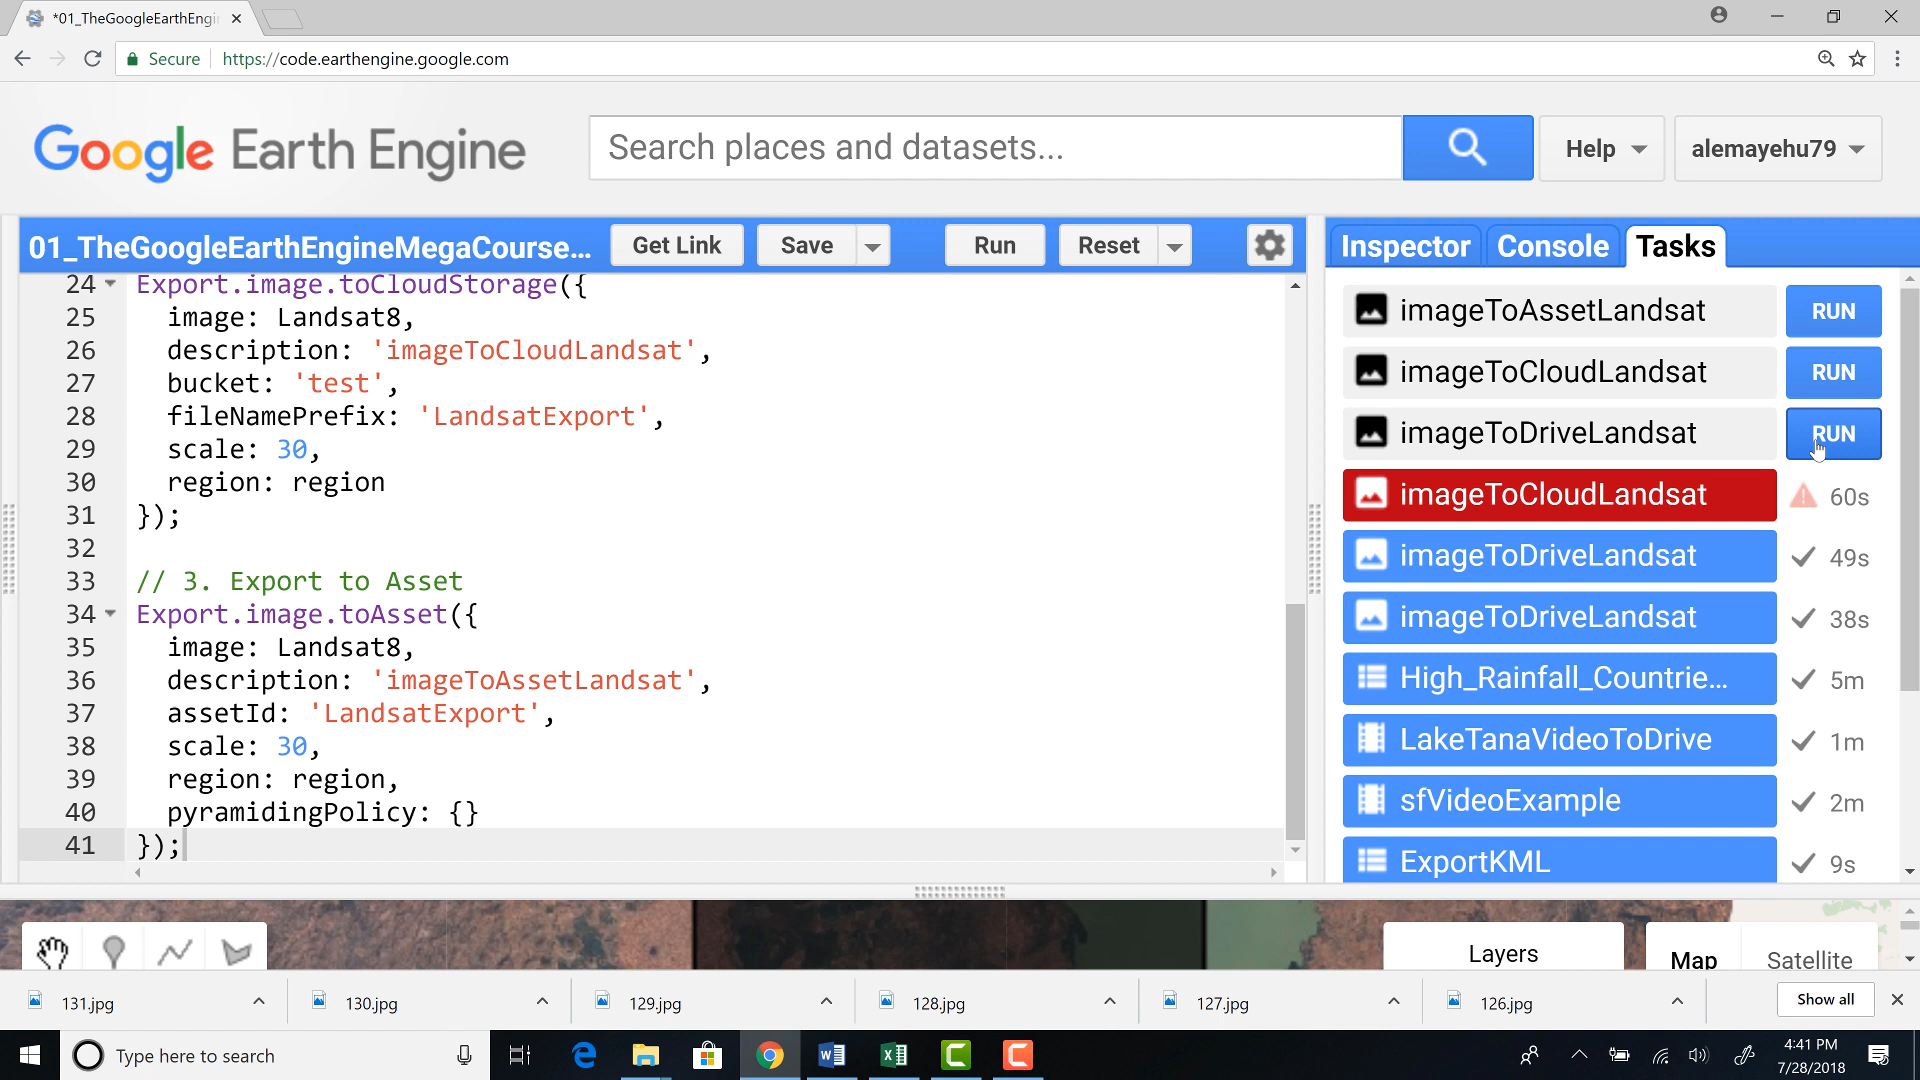 *01_TheGoogleEarthEngi
Secure https://code.earthengine.google.com
Google Earth Engine
Search places and datasets...
Help
alemayehu79
01_TheGoogleEarthEngineMegaCourse...
Get Link
Save
Run
Reset
Inspector
Console
Tasks
24 Export.image.toCloudStorage({
25 image: Landsat8,
26 description: 'imageToCloudLandsat',
27 bucket: 'test',
28 fileNamePrefix: 'LandsatExport',
29 scale: 30,
30 region: region
31 });
32
33 // 3. Export to Asset
34 Export.image.toAsset({
35 image: Landsat8,
36 description: 'imageToAssetLandsat',
37 assetId: 'LandsatExport',
38 scale: 30,
39 region: region,
40 pyramidingPolicy: {}
41 });
imageToAssetLandsat RUN
imageToCloudLandsat RUN
imageToDriveLandsat RUN
imageToCloudLandsat 60s
imageToDriveLandsat 49s
imageToDriveLandsat 38s
High_Rainfall_Countrie... 5m
LakeTanaVideoToDrive 1m
sfVideoExample 2m
ExportKML 9s
Layers
Map
Satellite
131.jpg
130.jpg
129.jpg
128.jpg
127.jpg
126.jpg
Show all
Type here to search
4:41 PM
7/28/2018